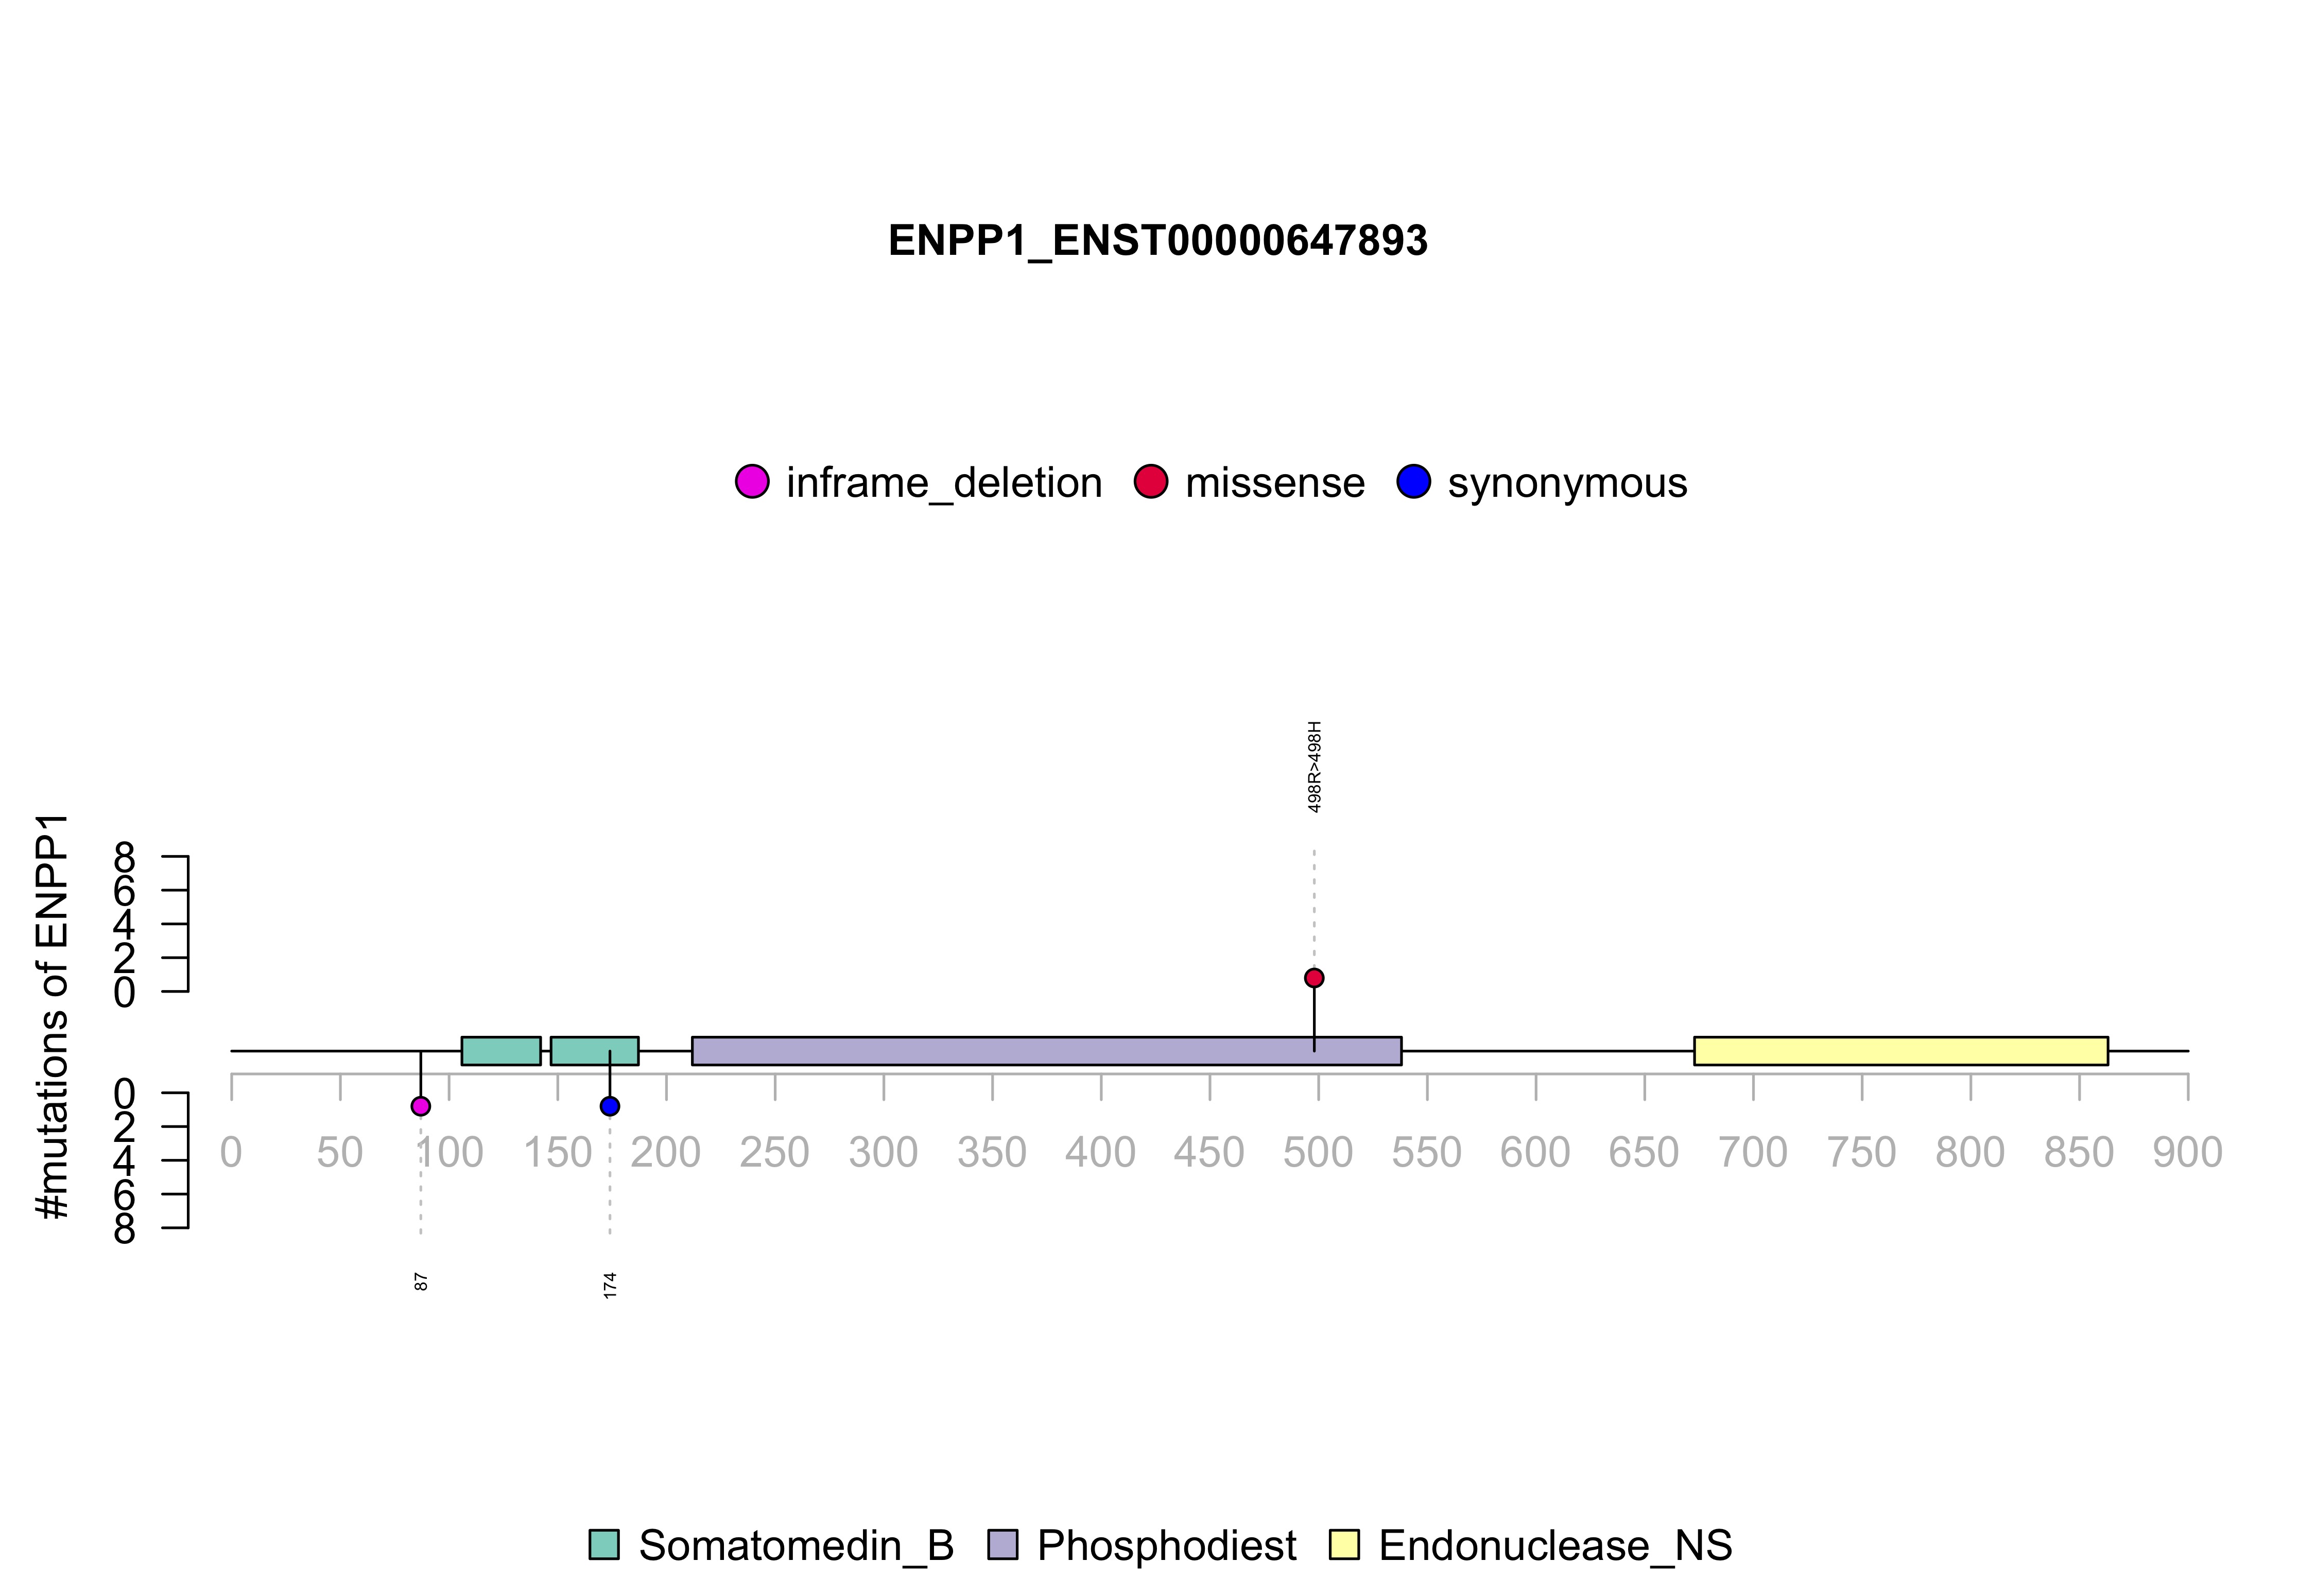 ENPP1_ENST00000647893
inframe_deletion missense synonymous
498R>498H
#mutations of ENPP1
8
6
4
2
0
0
2
4
6
8
0 50 100 150 200 250 300 350 400 450 500 550 600 650 700 750 800 850 900
87
174
Somatomedin_B Phosphodiest Endonuclease_NS